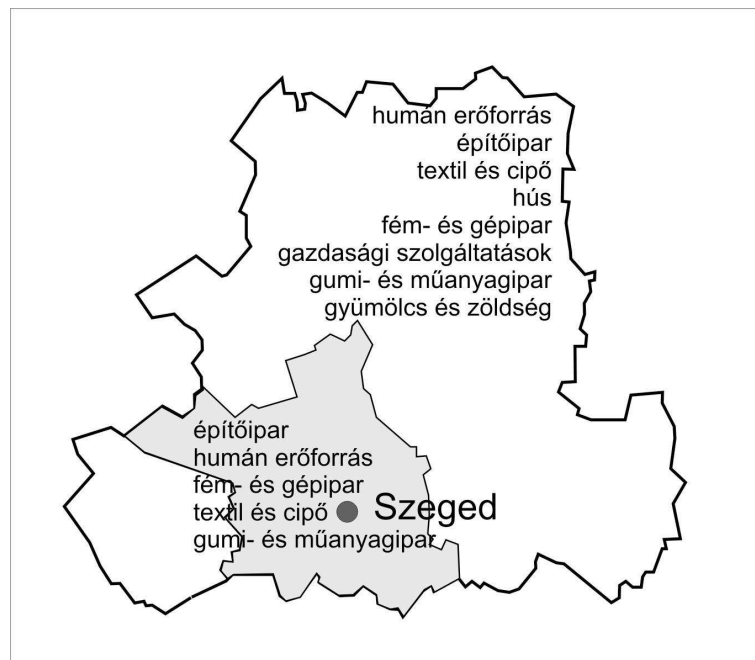 humán erőforrás
építőipar
textil és cipő
hús
fém- és gépipar
gazdasági szolgáltatások
gumi- és műanyagipar
gyümölcs és zöldség
építőipar
humán erőforrás
fém- és gépipar
textil és cipő
Szeged
gumi- és műanyagipar